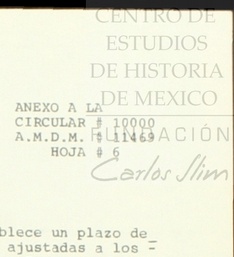 CENTRO DE
ESTUDIOS
DE HISTORIA
DE MEXICO
FUNDACIÓN
Carlos Slim
ANEXO A LA
CIRCULAR # 10000
A.M.D.M. # 11469
HOJA # 6
blece un plazo de
ajustadas a los -